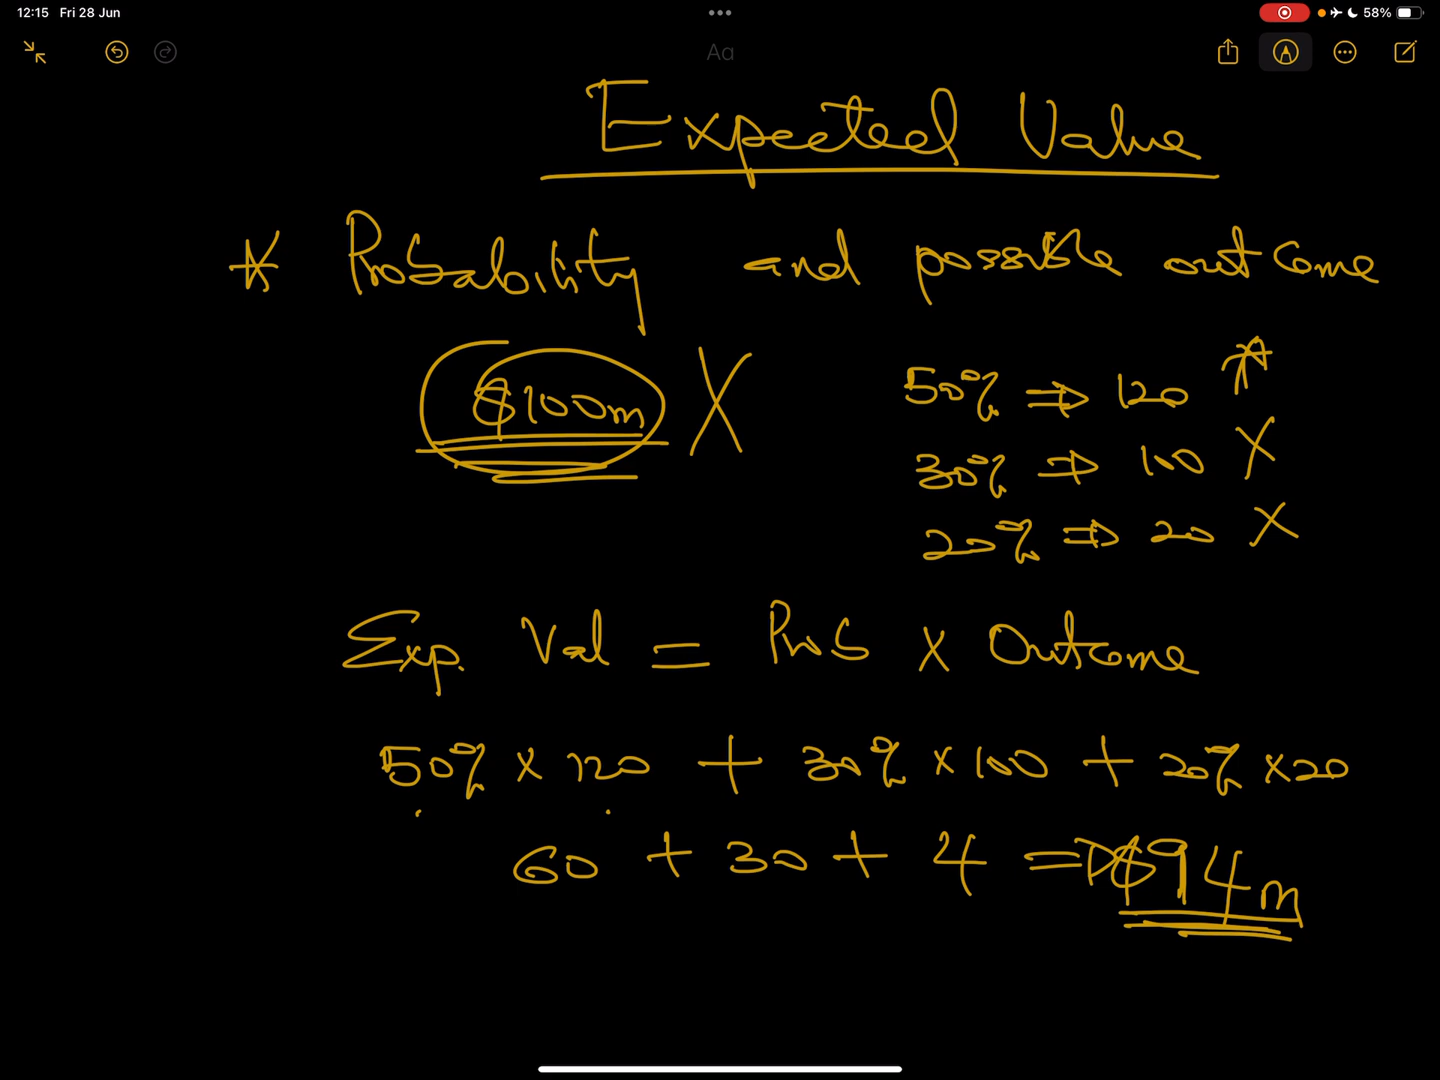 12:15 Fri 28 Jun
58%
Aa
Expected Value
* Probability and possible outcome
$100m X
50% ⇒ 120 *
30% ⇒ 100 X
20% ⇒ 20 X
Exp. Val = Prob X Outcome
50% x 120 + 30% x 100 + 20% x 20
60 + 30 + 4 => $94m